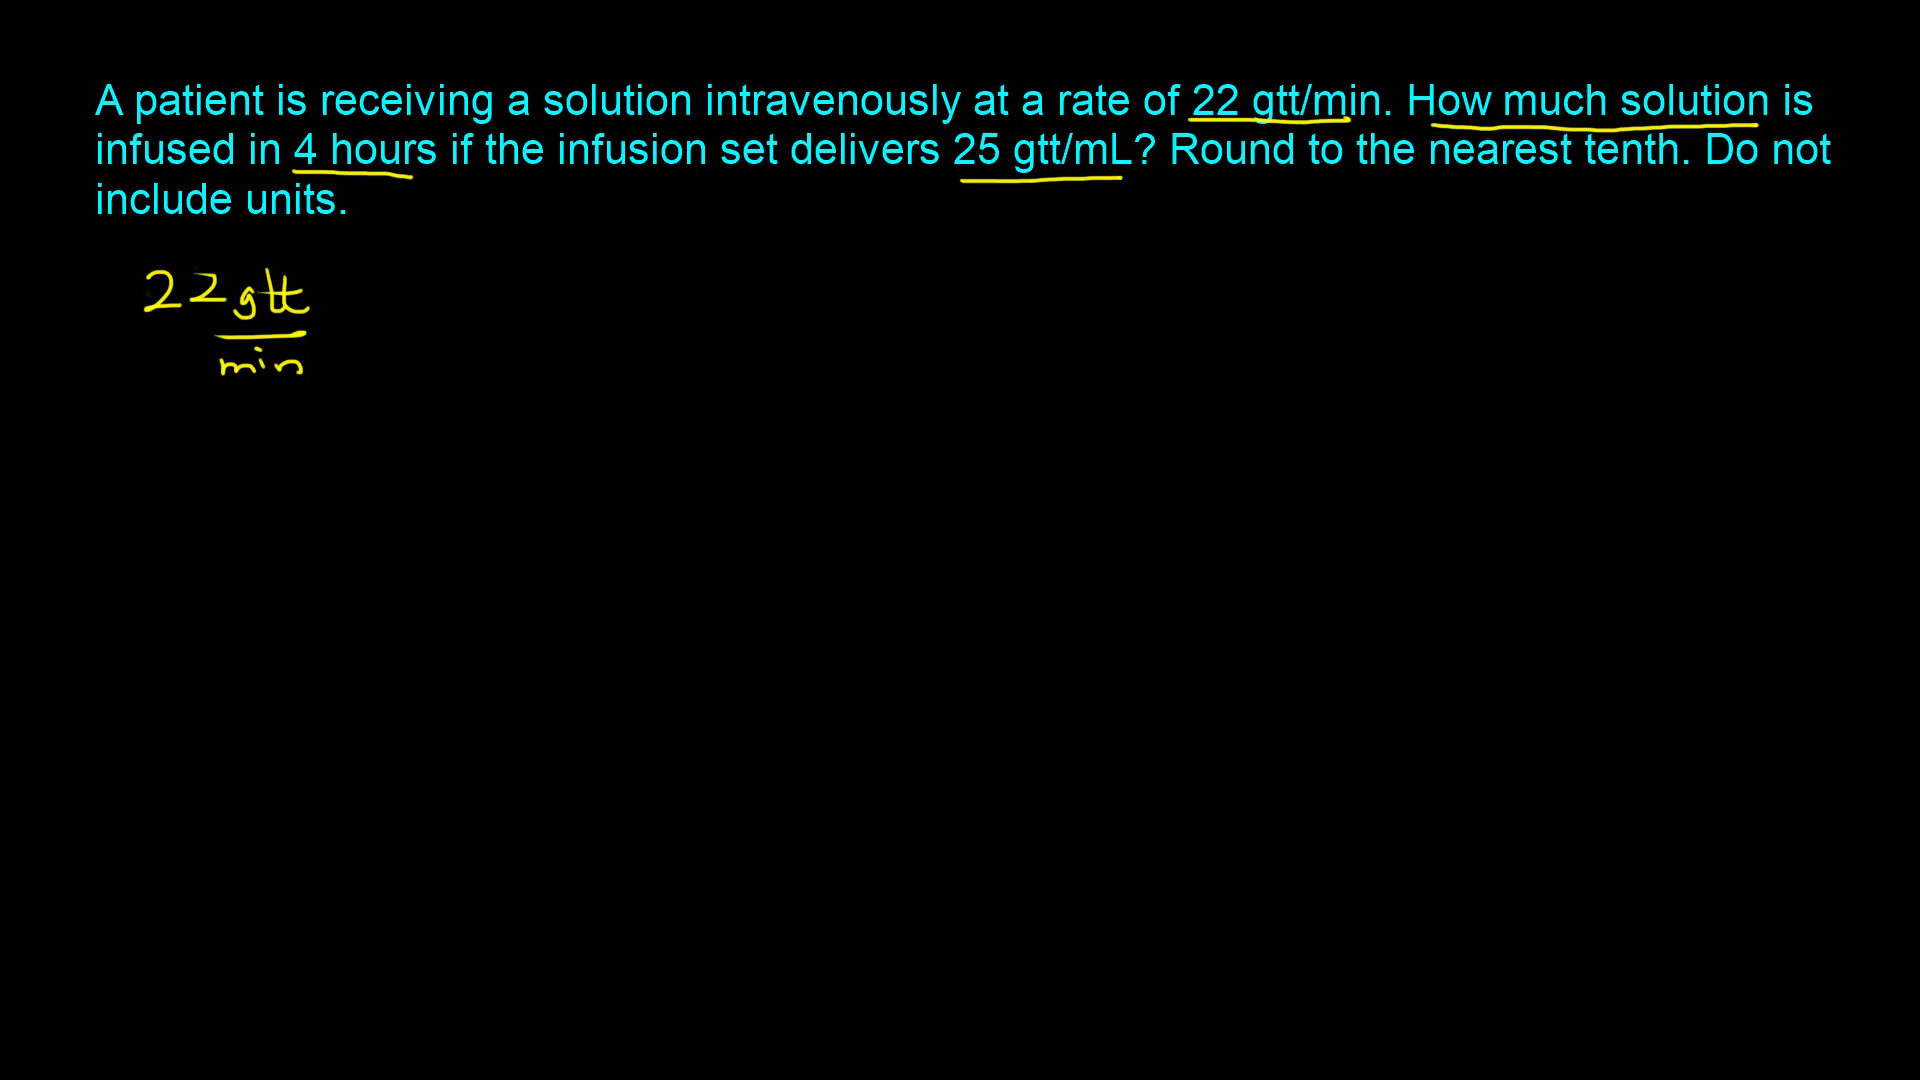 A patient is receiving a solution intravenously at a rate of 22 gtt/min. How much solution is
infused in 4 hours if the infusion set delivers 25 gtt/mL? Round to the nearest tenth. Do not
include units.
22 gtt
min